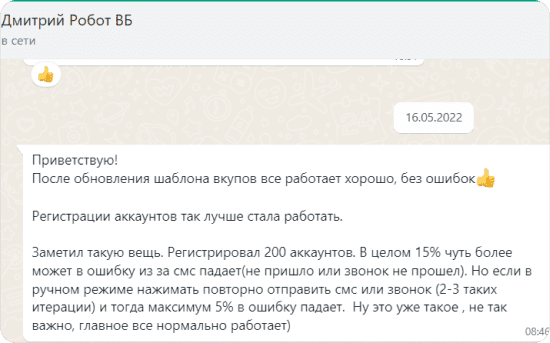 Дмитрий Робот ВБ
в сети
16.05.2022
Приветствую!
После обновления шаблона вкупов все работает хорошо, без ошибок👍
Регистрации аккаунтов так лучше стала работать.
Заметил такую вещь. Регистрировал 200 аккаунтов. В целом 15% чуть более
может в ошибку из за смс падает(не пришло или звонок не прошел). Но если в
ручном режиме нажимать повторно отправить смс или звонок (2-3 таких
итерации) и тогда максимум 5% в ошибку падает. Ну это уже такое , не так
важно, главное все нормально работает)
08:46